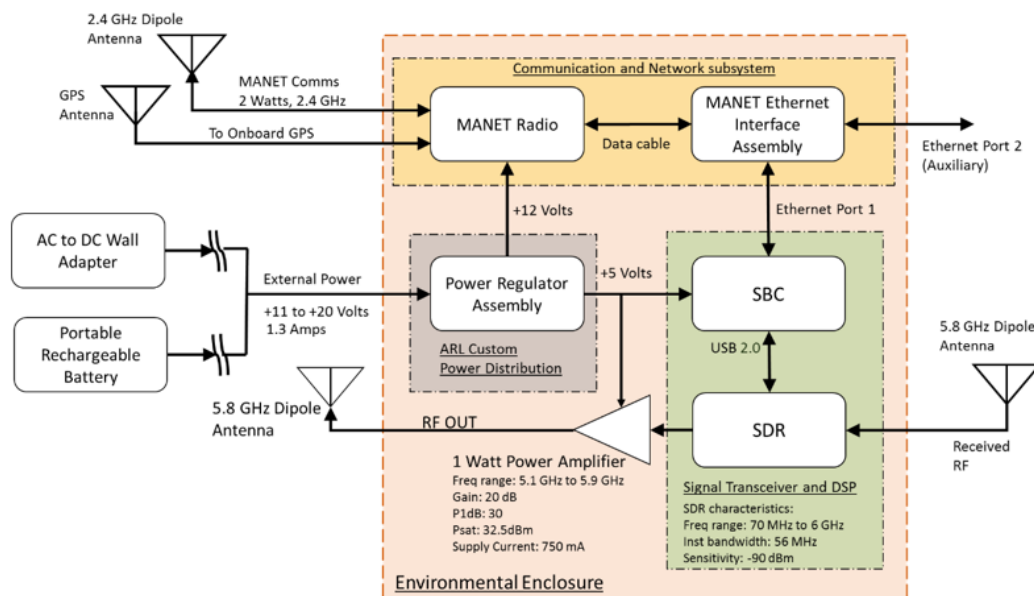 2.4 GHz Dipole
Antenna
GPS
Antenna
MANET Comms
2 Watts, 2.4 GHz
To Onboard GPS
Communication and Network subsystem
MANET Radio
Data cable
MANET Ethernet
Interface
Assembly
Ethernet Port 2
(Auxiliary)
+12 Volts
Ethernet Port 1
AC to DC Wall
Adapter
Portable
Rechargeable
Battery
External Power
+11 to +20 Volts
1.3 Amps
Power Regulator
Assembly
ARL Custom
Power Distribution
+5 Volts
SBC
USB 2.0
SDR
5.8 GHz Dipole
Antenna
Received
RF
5.8 GHz Dipole
Antenna
RF OUT
1 Watt Power Amplifier
Freq range: 5.1 GHz to 5.9 GHz
Gain: 20 dB
P1dB: 30
Psat: 32.5dBm
Supply Current: 750 mA
Signal Transceiver and DSP
SDR characteristics:
Freq range: 70 MHz to 6 GHz
Inst bandwidth: 56 MHz
Sensitivity: -90 dBm
Environmental Enclosure